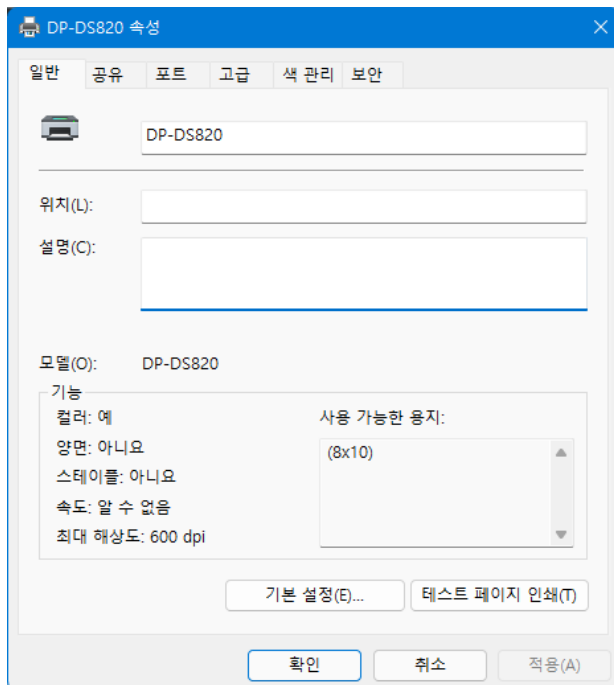 DP-DS820 속성
일반 공유 포트 고급 색 관리 보안
DP-DS820
위치(L):
설명(C):
모델(O): DP-DS820
기능
컬러: 예
양면: 아니요
스테이플: 아니요
속도: 알 수 없음
최대 해상도: 600 dpi
사용 가능한 용지:
(8x10)
기본 설정(E)... 테스트 페이지 인쇄(T)
확인 취소 적용(A)